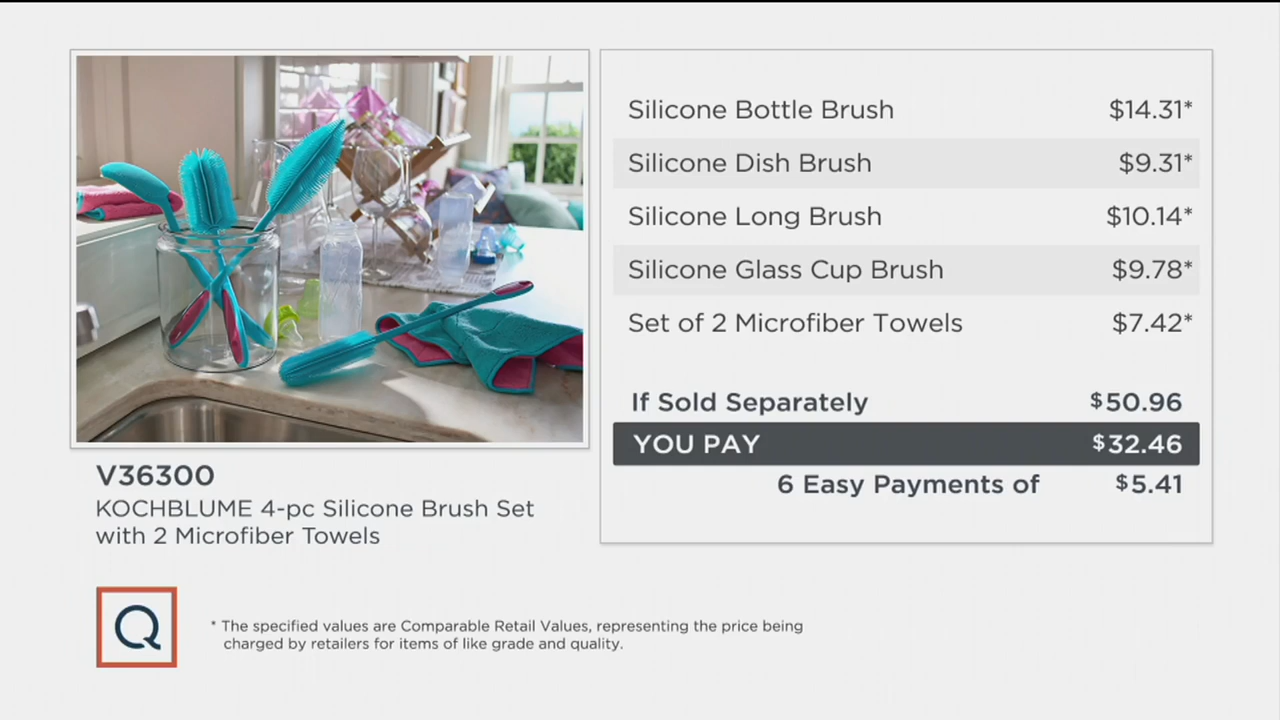 Silicone Bottle Brush $14.31*
Silicone Dish Brush $9.31*
Silicone Long Brush $10.14*
Silicone Glass Cup Brush $9.78*
Set of 2 Microfiber Towels $7.42*
If Sold Separately $50.96
YOU PAY $32.46
6 Easy Payments of $5.41
V36300
KOCHBLUME 4-pc Silicone Brush Set
with 2 Microfiber Towels
Q
* The specified values are Comparable Retail Values, representing the price being
charged by retailers for items of like grade and quality.